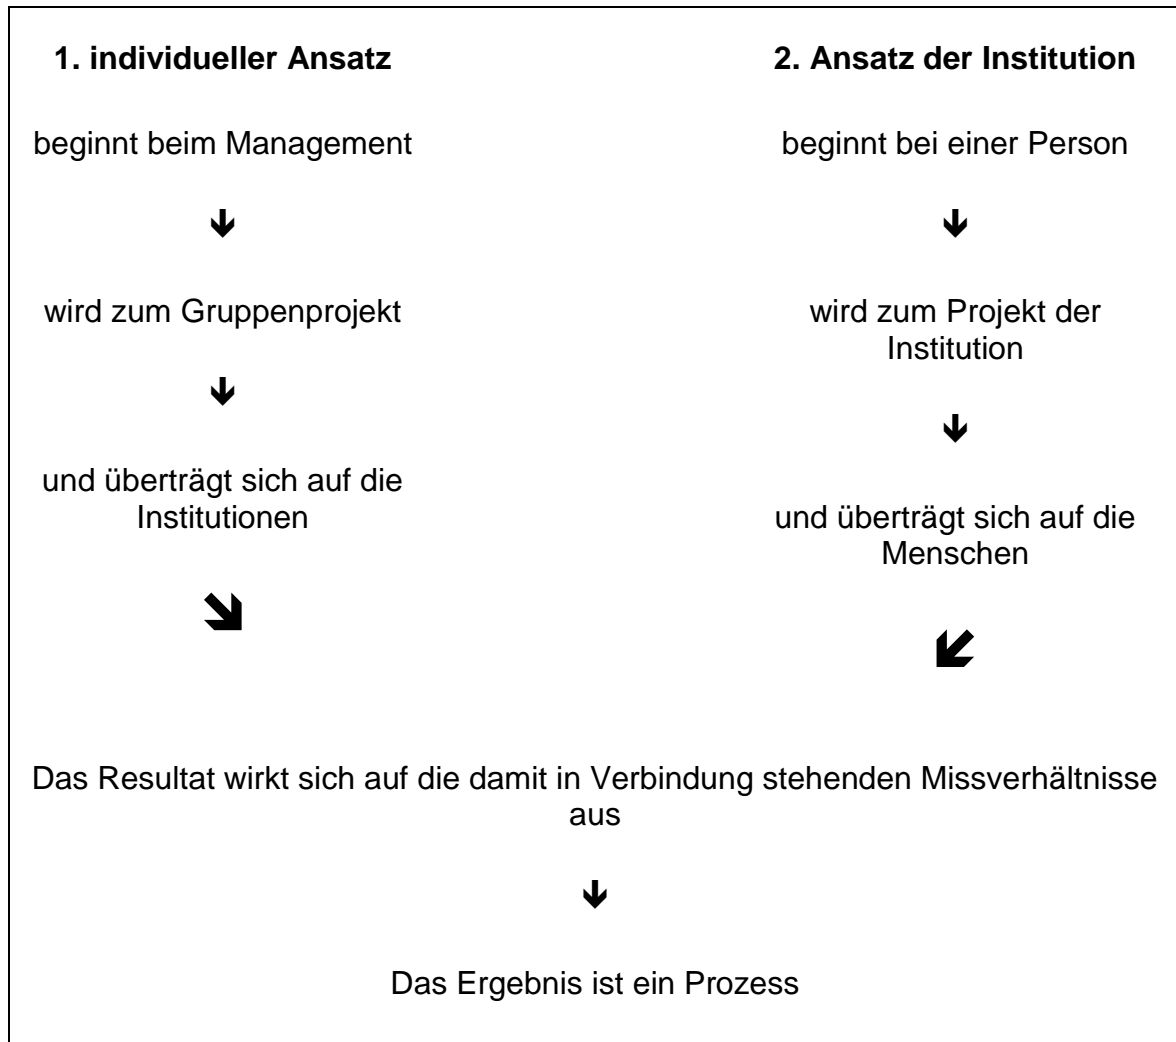 1. individueller Ansatz
beginnt beim Management
wird zum Gruppenprojekt
und überträgt sich auf die
Institutionen
2. Ansatz der Institution
beginnt bei einer Person
wird zum Projekt der
Institution
und überträgt sich auf die
Menschen
Das Resultat wirkt sich auf die damit in Verbindung stehenden Missverhältnisse
aus
Das Ergebnis ist ein Prozess